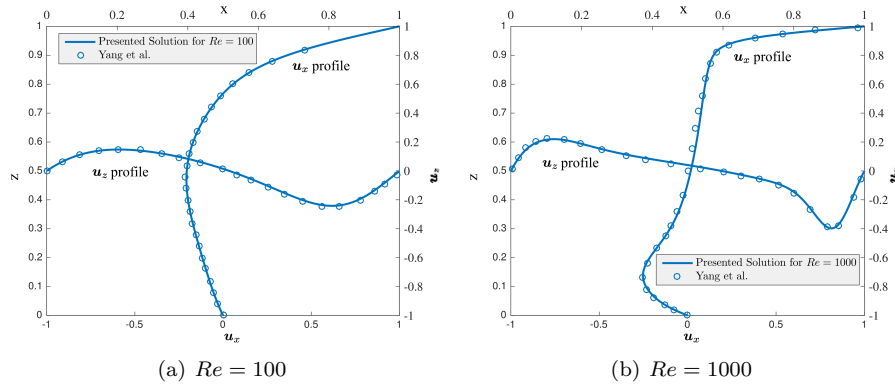 x
0 0.2 0.4 0.6 0.8 1
1 0.9 0.8 0.7 0.6 0.5 0.4 0.3 0.2 0.1 0
z
Presented Solution for Re = 100
Yang et al.
u_x profile
u_z profile
1 0.8 0.6 0.4 0.2 0 -0.2 -0.4 -0.6 -0.8 -1
u_z
-1 -0.5 0 0.5 1
u_x
(a) Re = 100
x
0 0.2 0.4 0.6 0.8 1
1 0.9 0.8 0.7 0.6 0.5 0.4 0.3 0.2 0.1 0
z
u_x profile
u_z profile
Presented Solution for Re = 1000
Yang et al.
1 0.8 0.6 0.4 0.2 0 -0.2 -0.4 -0.6 -0.8 -1
-1 -0.5 0 0.5 1
u_x
(b) Re = 1000